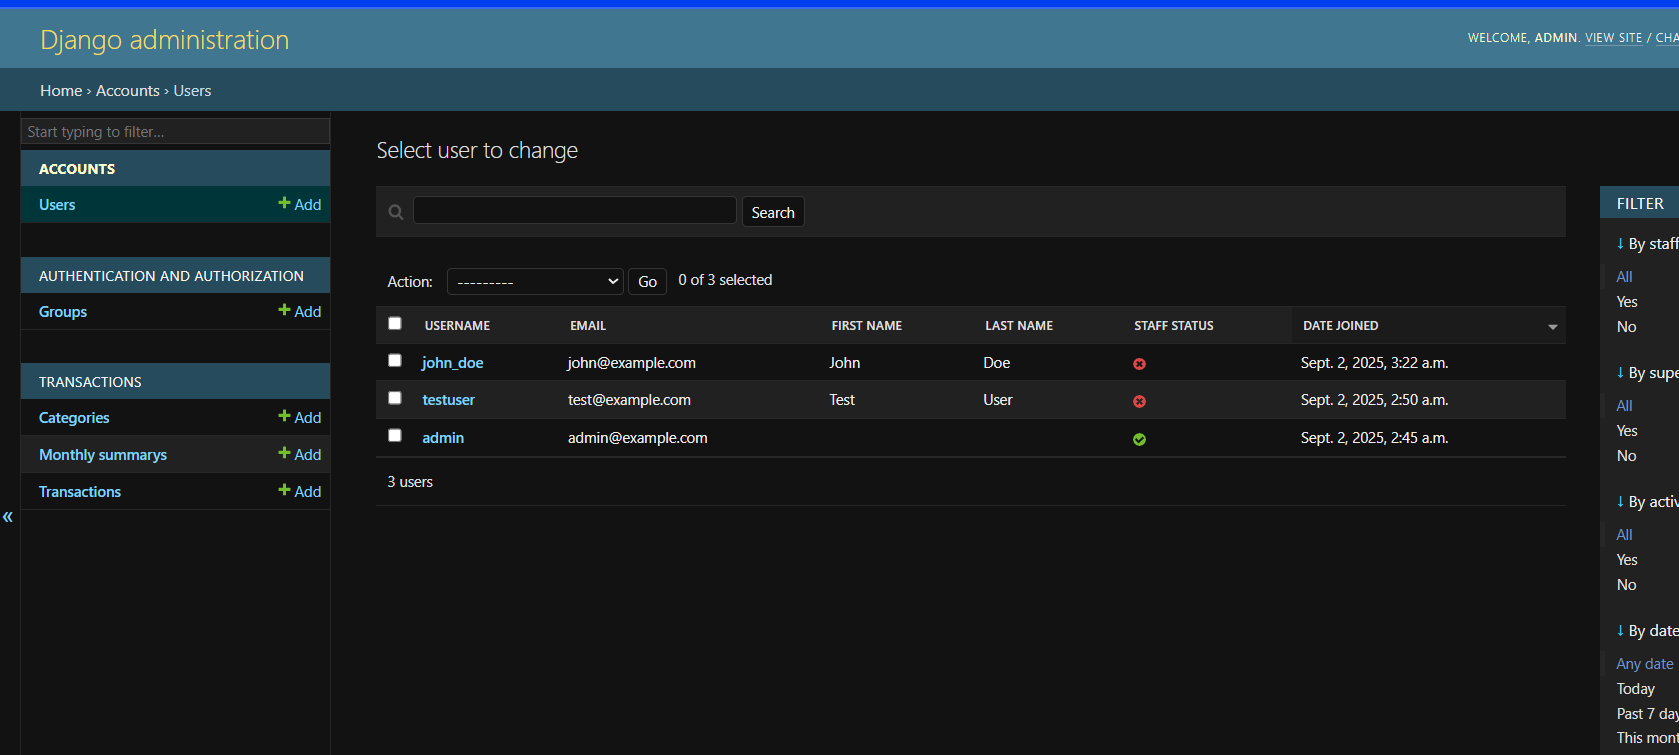 Django administration
WELCOME, ADMIN. VIEW SITE / CHA
Home › Accounts › Users
Start typing to filter...
ACCOUNTS
Users + Add
AUTHENTICATION AND AUTHORIZATION
Groups + Add
TRANSACTIONS
Categories + Add
Monthly summarys + Add
Transactions + Add
«
Select user to change
Search
Action: --------- Go 0 of 3 selected
USERNAME EMAIL FIRST NAME LAST NAME STAFF STATUS DATE JOINED
john_doe john@example.com John Doe Sept. 2, 2025, 3:22 a.m.
testuser test@example.com Test User Sept. 2, 2025, 2:50 a.m.
admin admin@example.com Sept. 2, 2025, 2:45 a.m.
3 users
FILTER
↓ By staff
All
Yes
No
↓ By supe
All
Yes
No
↓ By activ
All
Yes
No
↓ By date
Any date
Today
Past 7 day
This mont